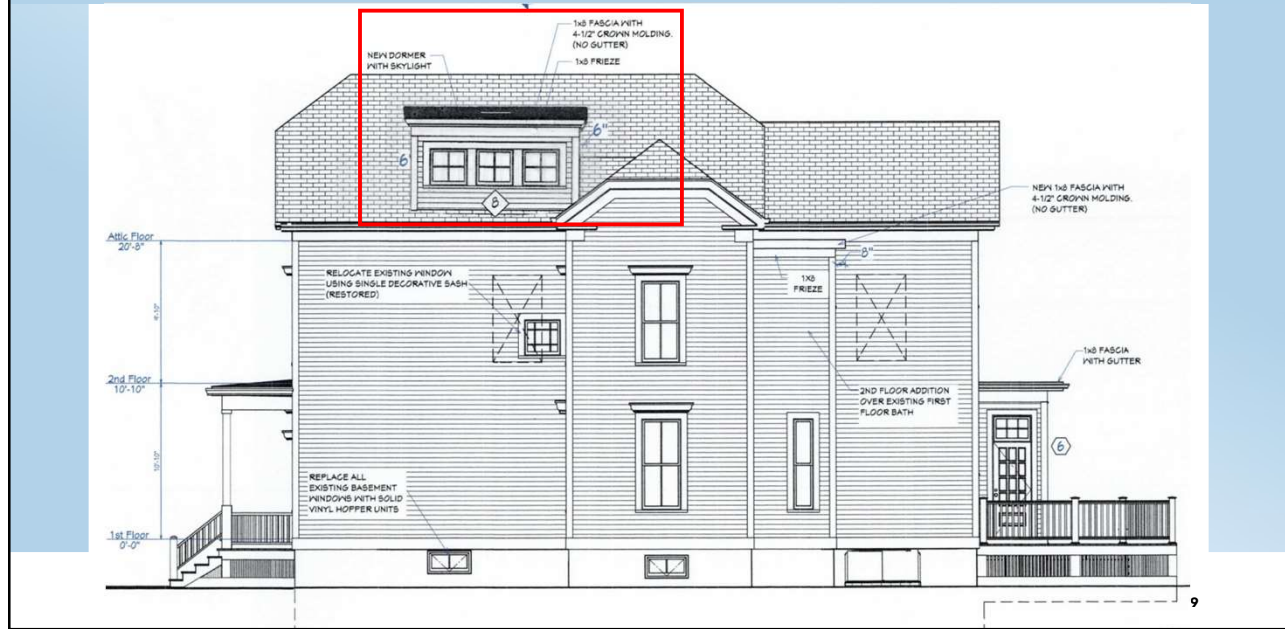 1x8 FASCIA WITH
4-1/2" CROWN MOLDING.
(NO GUTTER)
NEW DORMER
WITH SKYLIGHT
1x8 FRIEZE
6"
6"
8
NEW 1x8 FASCIA WITH
4-1/2" CROWN MOLDING.
(NO GUTTER)
Attic Floor
20'-8"
8"
RELOCATE EXISTING WINDOW
USING SINGLE DECORATIVE SASH
(RESTORED)
1X8
FRIEZE
1x8 FASCIA
WITH GUTTER
2nd Floor
10'-10"
2ND FLOOR ADDITION
OVER EXISTING FIRST
FLOOR BATH
6
10'-10"
REPLACE ALL
EXISTING BASEMENT
WINDOWS WITH SOLID
VINYL HOPPER UNITS
1st Floor
0'-0"
9